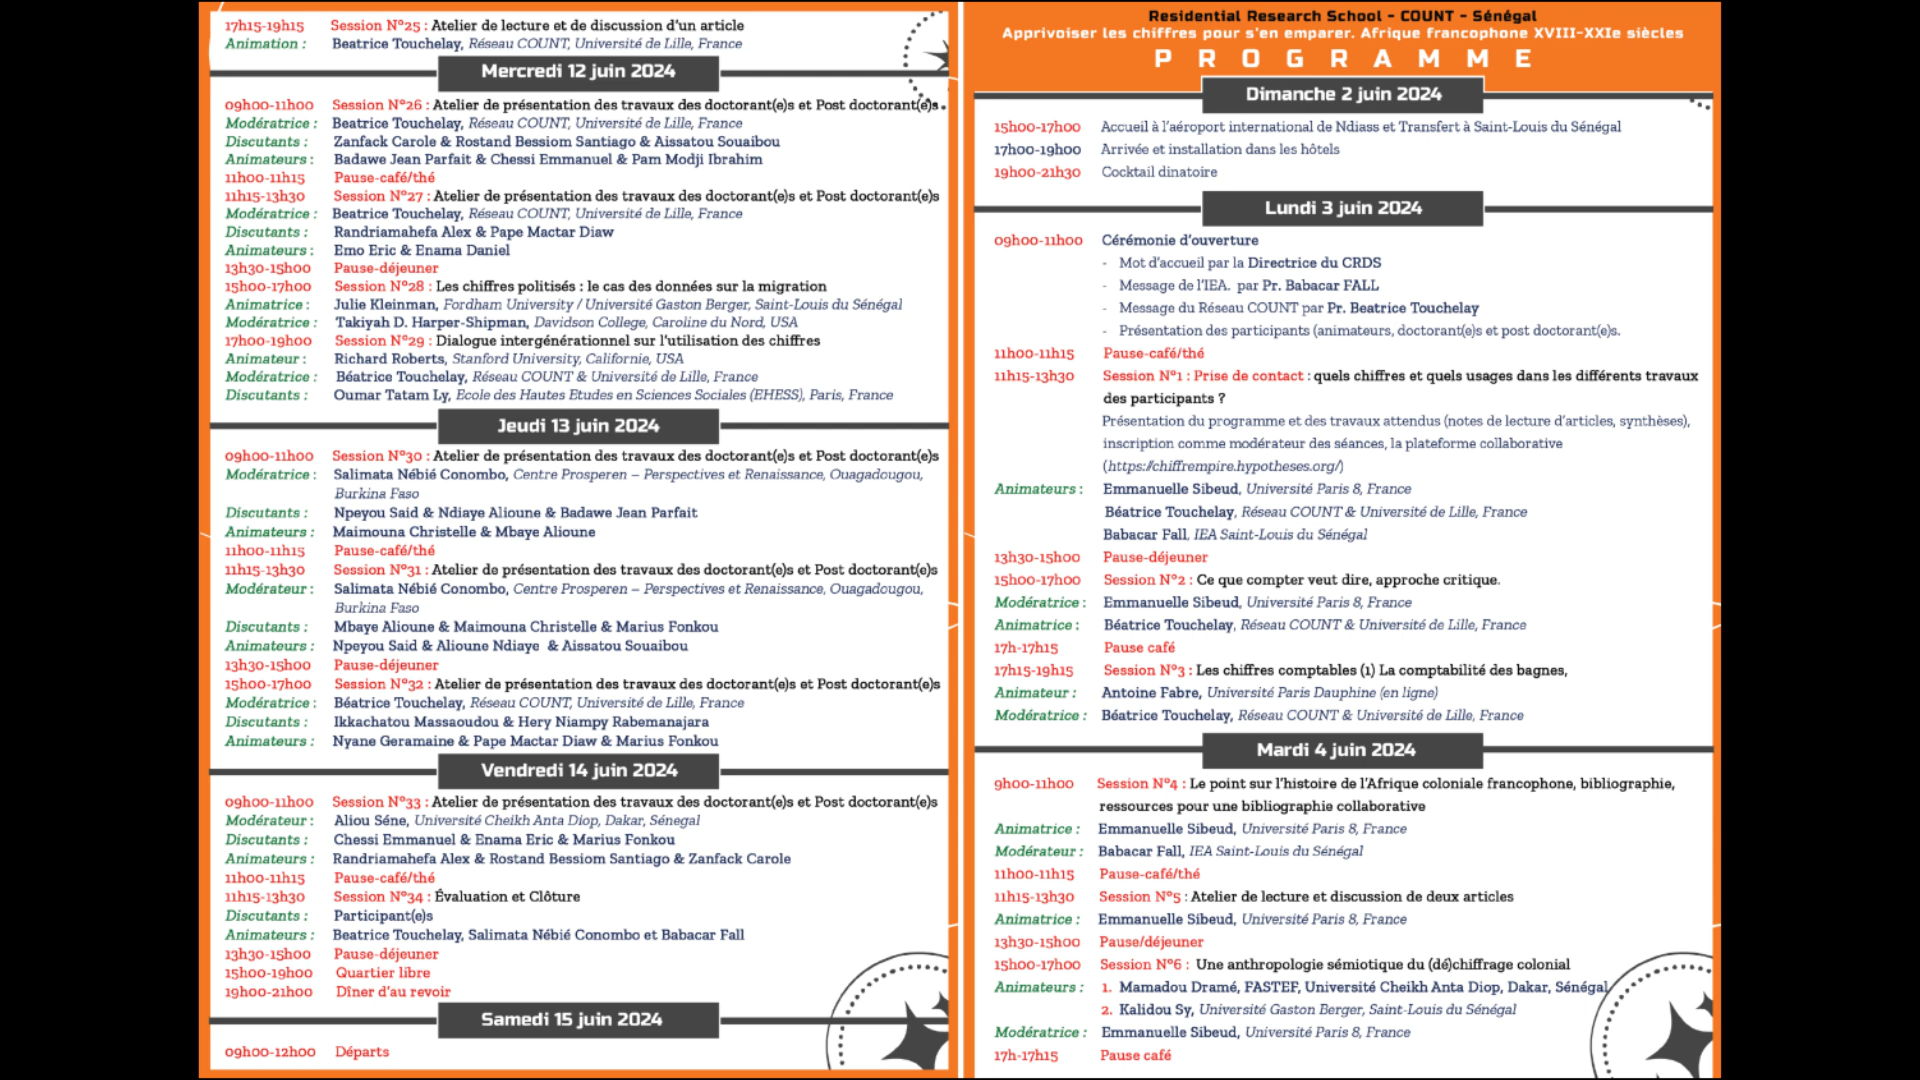 17h15-19h15 Session N°25 : Atelier de lecture et de discussion d'un article
Animation : Beatrice Touchelay, Réseau COUNT, Université de Lille, France
Mercredi 12 juin 2024
09h00-11h00 Session N°26 : Atelier de présentation des travaux des doctorant(e)s et Post doctorant(e)s
Modératrice : Beatrice Touchelay, Réseau COUNT, Université de Lille, France
Discutants : Zanfack Carole & Rostand Bessiom Santiago & Aissatou Souaibou
Animateurs : Badawe Jean Parfait & Chessi Emmanuel & Pam Modji Ibrahim
11h00-11h15 Pause-café/thé
11h15-13h30 Session N°27 : Atelier de présentation des travaux des doctorant(e)s et Post doctorant(e)s
Modératrice : Beatrice Touchelay, Réseau COUNT, Université de Lille, France
Discutants : Randriamahefa Alex & Pape Mactar Diaw
Animateurs : Emo Eric & Enama Daniel
13h30-15h00 Pause-déjeuner
15h00-17h00 Session N°28 : Les chiffres politisés : le cas des données sur la migration
Animatrice : Julie Kleinman, Fordham University / Université Gaston Berger, Saint-Louis du Sénégal
Modératrice : Takiyah D. Harper-Shipman, Davidson College, Caroline du Nord, USA
17h00-19h00 Session N°29 : Dialogue intergénérationnel sur l'utilisation des chiffres
Animateur : Richard Roberts, Stanford University, Californie, USA
Modératrice : Béatrice Touchelay, Réseau COUNT & Université de Lille, France
Discutants : Oumar Tatam Ly, Ecole des Hautes Etudes en Sciences Sociales (EHESS), Paris, France
Jeudi 13 juin 2024
09h00-11h00 Session N°30 : Atelier de présentation des travaux des doctorant(e)s et Post doctorant(e)s
Modératrice : Salimata Nébié Conombo, Centre Prosperen – Perspectives et Renaissance, Ouagadougou,
Burkina Faso
Discutants : Npeyou Said & Ndiaye Alioune & Badawe Jean Parfait
Animateurs : Maimouna Christelle & Mbaye Alioune
11h00-11h15 Pause-café/thé
11h15-13h30 Session N°31 : Atelier de présentation des travaux des doctorant(e)s et Post doctorant(e)s
Modérateur : Salimata Nébié Conombo, Centre Prosperen – Perspectives et Renaissance, Ouagadougou,
Burkina Faso
Discutants : Mbaye Alioune & Maimouna Christelle & Marius Fonkou
Animateurs : Npeyou Said & Alioune Ndiaye & Aissatou Souaibou
13h30-15h00 Pause-déjeuner
15h00-17h00 Session N°32 : Atelier de présentation des travaux des doctorant(e)s et Post doctorant(e)s
Modératrice : Béatrice Touchelay, Réseau COUNT, Université de Lille, France
Discutants : Ikkachatou Massaoudou & Hery Niampy Rabemanajara
Animateurs : Nyane Geramaine & Pape Mactar Diaw & Marius Fonkou
Vendredi 14 juin 2024
09h00-11h00 Session N°33 : Atelier de présentation des travaux des doctorant(e)s et Post doctorant(e)s
Modérateur : Aliou Séne, Université Cheikh Anta Diop, Dakar, Sénegal
Discutants : Chessi Emmanuel & Enama Eric & Marius Fonkou
Animateurs : Randriamahefa Alex & Rostand Bessiom Santiago & Zanfack Carole
11h00-11h15 Pause-café/thé
11h15-13h30 Session N°34 : Évaluation et Clôture
Discutants : Participant(e)s
Animateurs : Beatrice Touchelay, Salimata Nébié Conombo et Babacar Fall
13h30-15h00 Pause-déjeuner
15h00-19h00 Quartier libre
19h00-21h00 Dîner d'au revoir
Samedi 15 juin 2024
09h00-12h00 Départs
Residential Research School - COUNT - Sénégal
Apprivoiser les chiffres pour s'en emparer. Afrique francophone XVIII-XXIe siècles
PROGRAMME
Dimanche 2 juin 2024
15h00-17h00 Accueil à l'aéroport international de Ndiass et Transfert à Saint-Louis du Sénégal
17h00-19h00 Arrivée et installation dans les hôtels
19h00-21h30 Cocktail dinatoire
Lundi 3 juin 2024
09h00-11h00 Cérémonie d'ouverture
- Mot d'accueil par la Directrice du CRDS
- Message de l'IEA. par Pr. Babacar FALL
- Message du Réseau COUNT par Pr. Beatrice Touchelay
- Présentation des participants (animateurs, doctorant(e)s et post doctorant(e)s.
11h00-11h15 Pause-café/thé
11h15-13h30 Session N°1 : Prise de contact : quels chiffres et quels usages dans les différents travaux
des participants ?
Présentation du programme et des travaux attendus (notes de lecture d'articles, synthèses),
inscription comme modérateur des séances, la plateforme collaborative
(https://chiffrempire.hypotheses.org/)
Animateurs : Emmanuelle Sibeud, Université Paris 8, France
Béatrice Touchelay, Réseau COUNT & Université de Lille, France
Babacar Fall, IEA Saint-Louis du Sénégal
13h30-15h00 Pause-déjeuner
15h00-17h00 Session N°2 : Ce que compter veut dire, approche critique.
Modératrice : Emmanuelle Sibeud, Université Paris 8, France
Animatrice : Béatrice Touchelay, Réseau COUNT & Université de Lille, France
17h-17h15 Pause café
17h15-19h15 Session N°3 : Les chiffres comptables (1) La comptabilité des bagnes,
Animateur : Antoine Fabre, Université Paris Dauphine (en ligne)
Modératrice : Béatrice Touchelay, Réseau COUNT & Université de Lille, France
Mardi 4 juin 2024
9h00-11h00 Session N°4 : Le point sur l'histoire de l'Afrique coloniale francophone, bibliographie,
ressources pour une bibliographie collaborative
Animatrice : Emmanuelle Sibeud, Université Paris 8, France
Modérateur : Babacar Fall, IEA Saint-Louis du Sénégal
11h00-11h15 Pause-café/thé
11h15-13h30 Session N°5 : Atelier de lecture et discussion de deux articles
Animatrice : Emmanuelle Sibeud, Université Paris 8, France
13h30-15h00 Pause/déjeuner
15h00-17h00 Session N°6 : Une anthropologie sémiotique du (dé)chiffrage colonial
Animateurs : 1. Mamadou Dramé, FASTEF, Université Cheikh Anta Diop, Dakar, Sénégal
2. Kalidou Sy, Université Gaston Berger, Saint-Louis du Sénégal
Modératrice : Emmanuelle Sibeud, Université Paris 8, France
17h-17h15 Pause café